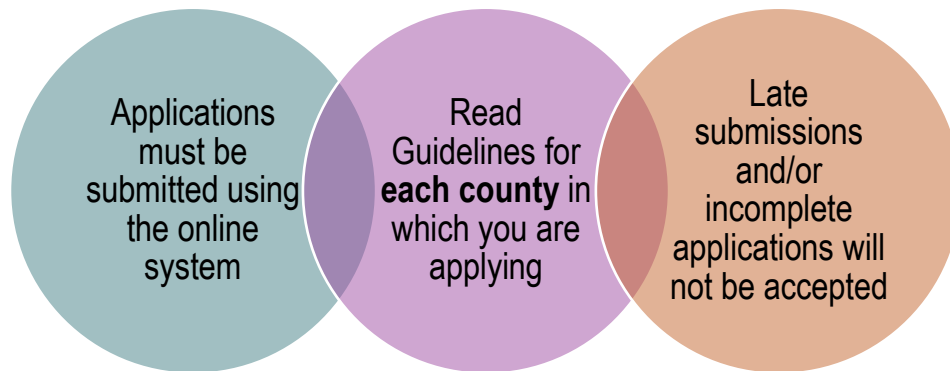 Applications
must be
submitted using
the online
system
Read
Guidelines for
each county in
which you are
applying
Late
submissions
and/or
incomplete
applications will
not be accepted